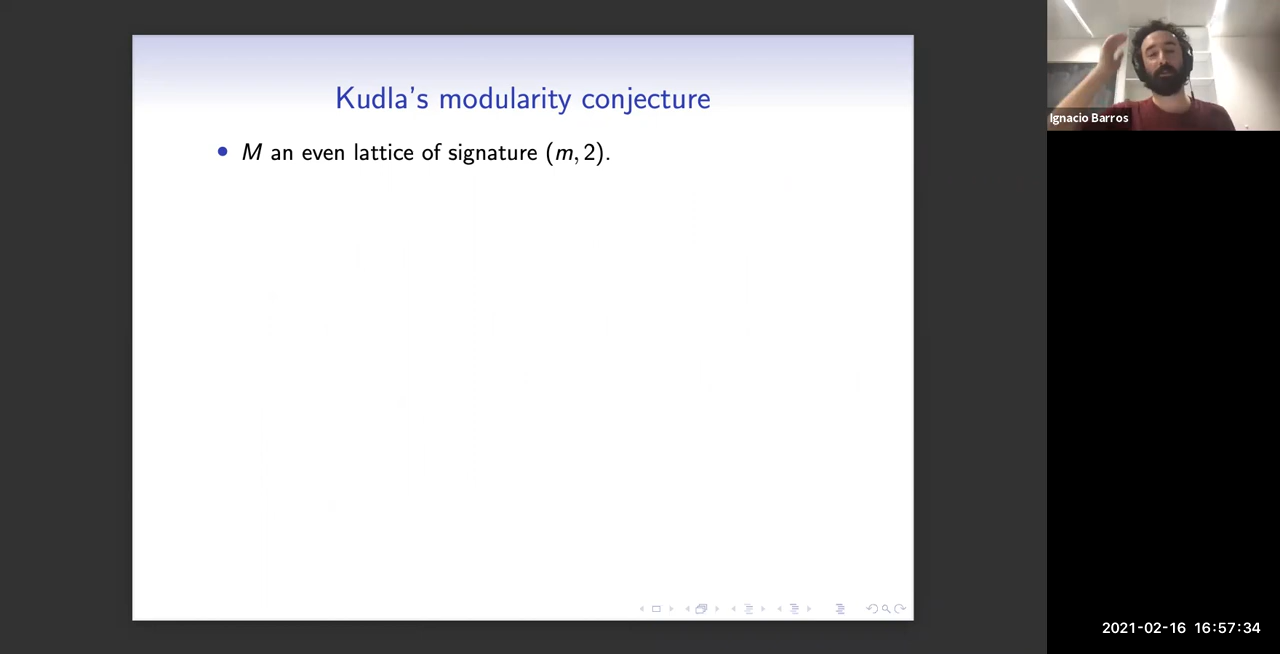 Kudla's modularity conjecture
• M an even lattice of signature (m, 2).
Ignacio Barros
2021-02-16 16:57:34